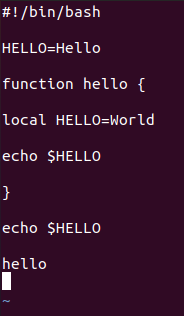 #!/bin/bash
HELLO=Hello
function hello {
local HELLO=World
echo $HELLO
}
echo $HELLO
hello
~